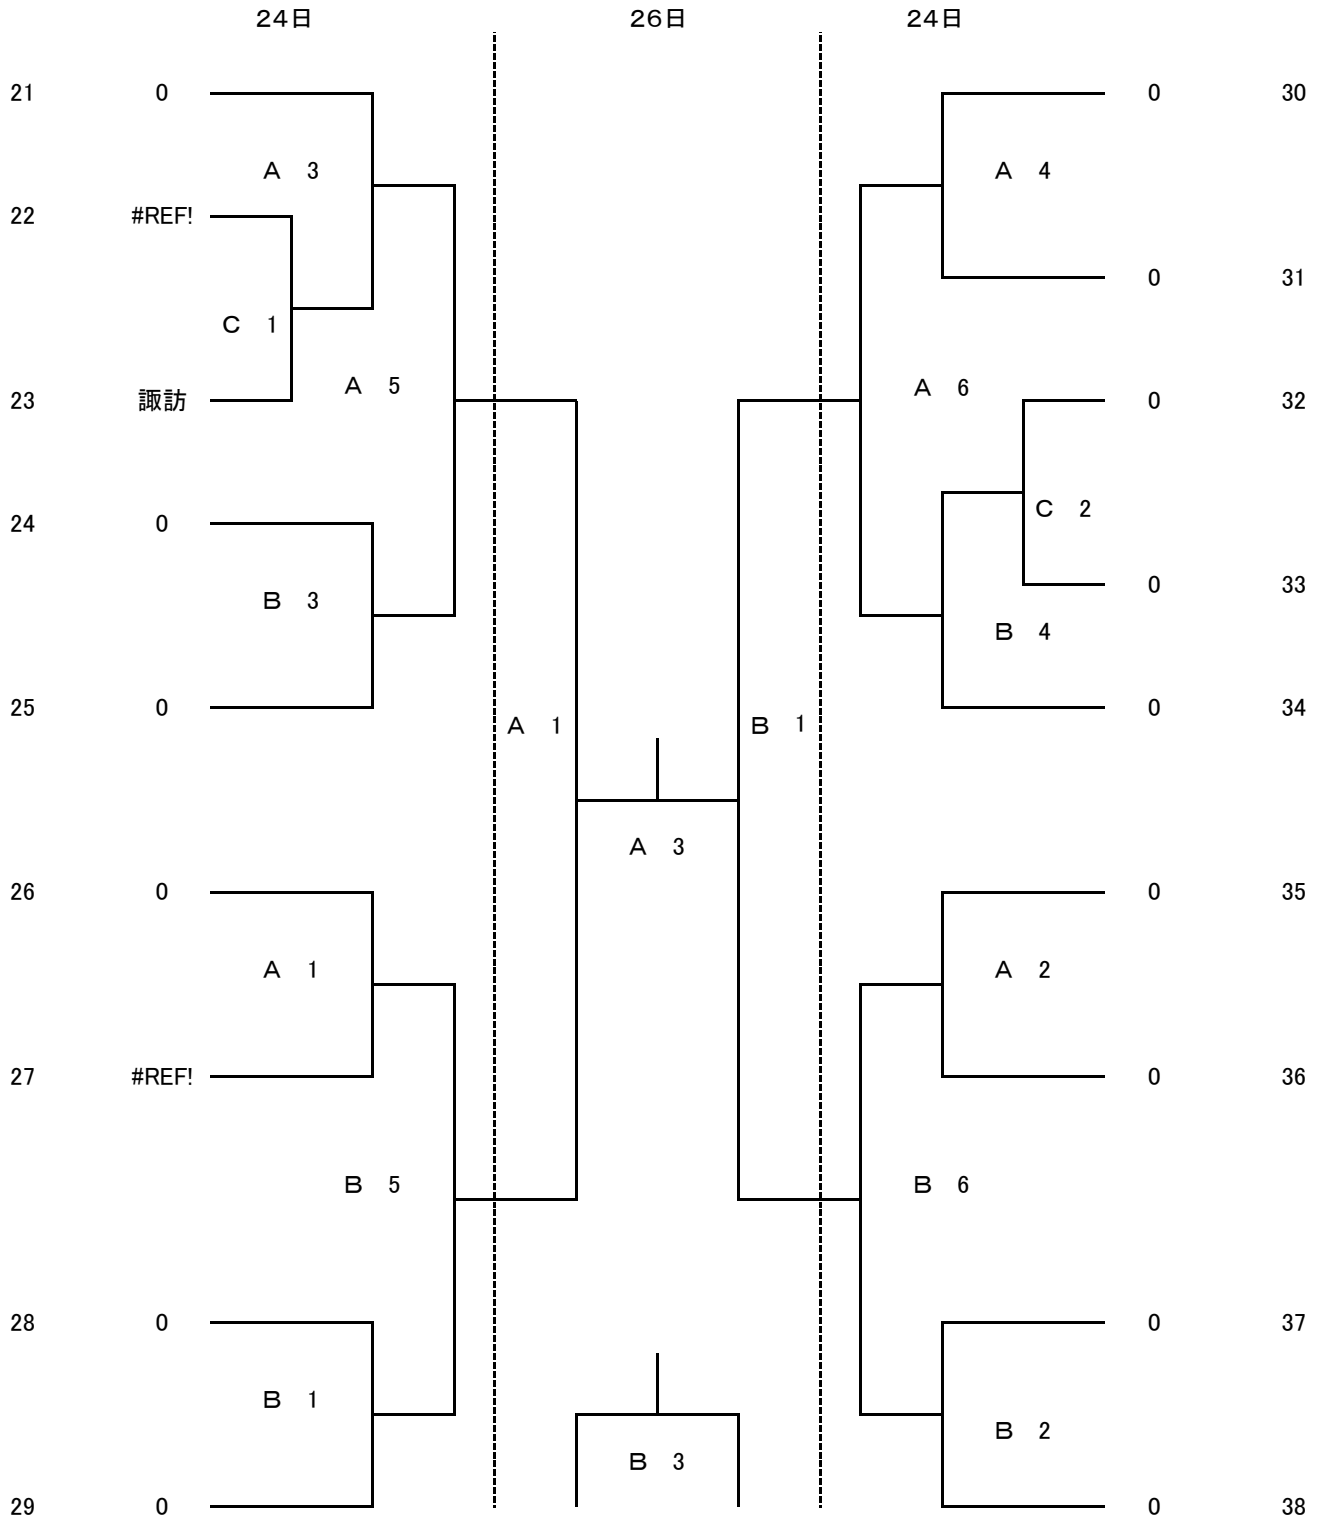 24日 26日 24日
21 0 0 30
A 3 A 4
22 #REF!
0 31
C 1
A 5 A 6
23 諏訪 0 32
C 2
24 0
0 33
B 3
B 4
25 0 0 34
A 1 B 1
A 3
26 0 0 35
A 1 A 2
27 #REF! 0 36
B 5 B 6
28 0 0 37
B 1
B 2
B 3
29 0 0 38